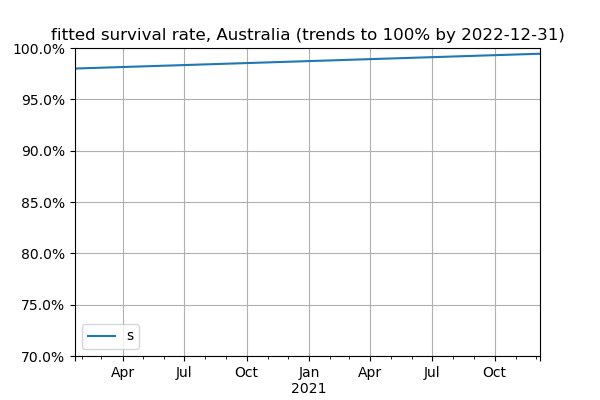 fitted survival rate, Australia (trends to 100% by 2022-12-31)
100.0%
95.0%
90.0%
85.0%
80.0%
75.0%
70.0%
s
Apr Jul Oct Jan Apr Jul Oct
2021